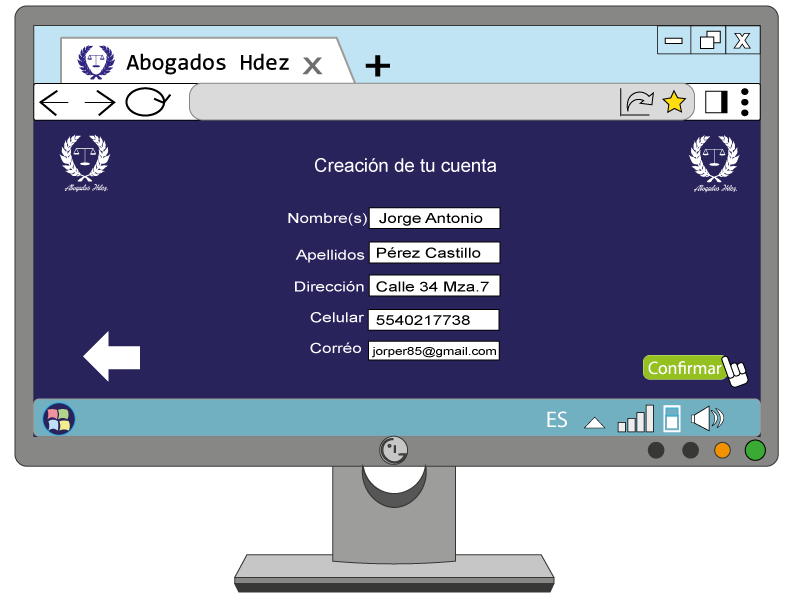 Abogados Hdez X
X
Abogados Hdez.
Abogados Hdez.
Creación de tu cuenta
Nombre(s) Jorge Antonio
Apellidos Pérez Castillo
Dirección Calle 34 Mza.7
Celular 5540217738
Corréo jorper85@gmail.com
Confirmar
ES